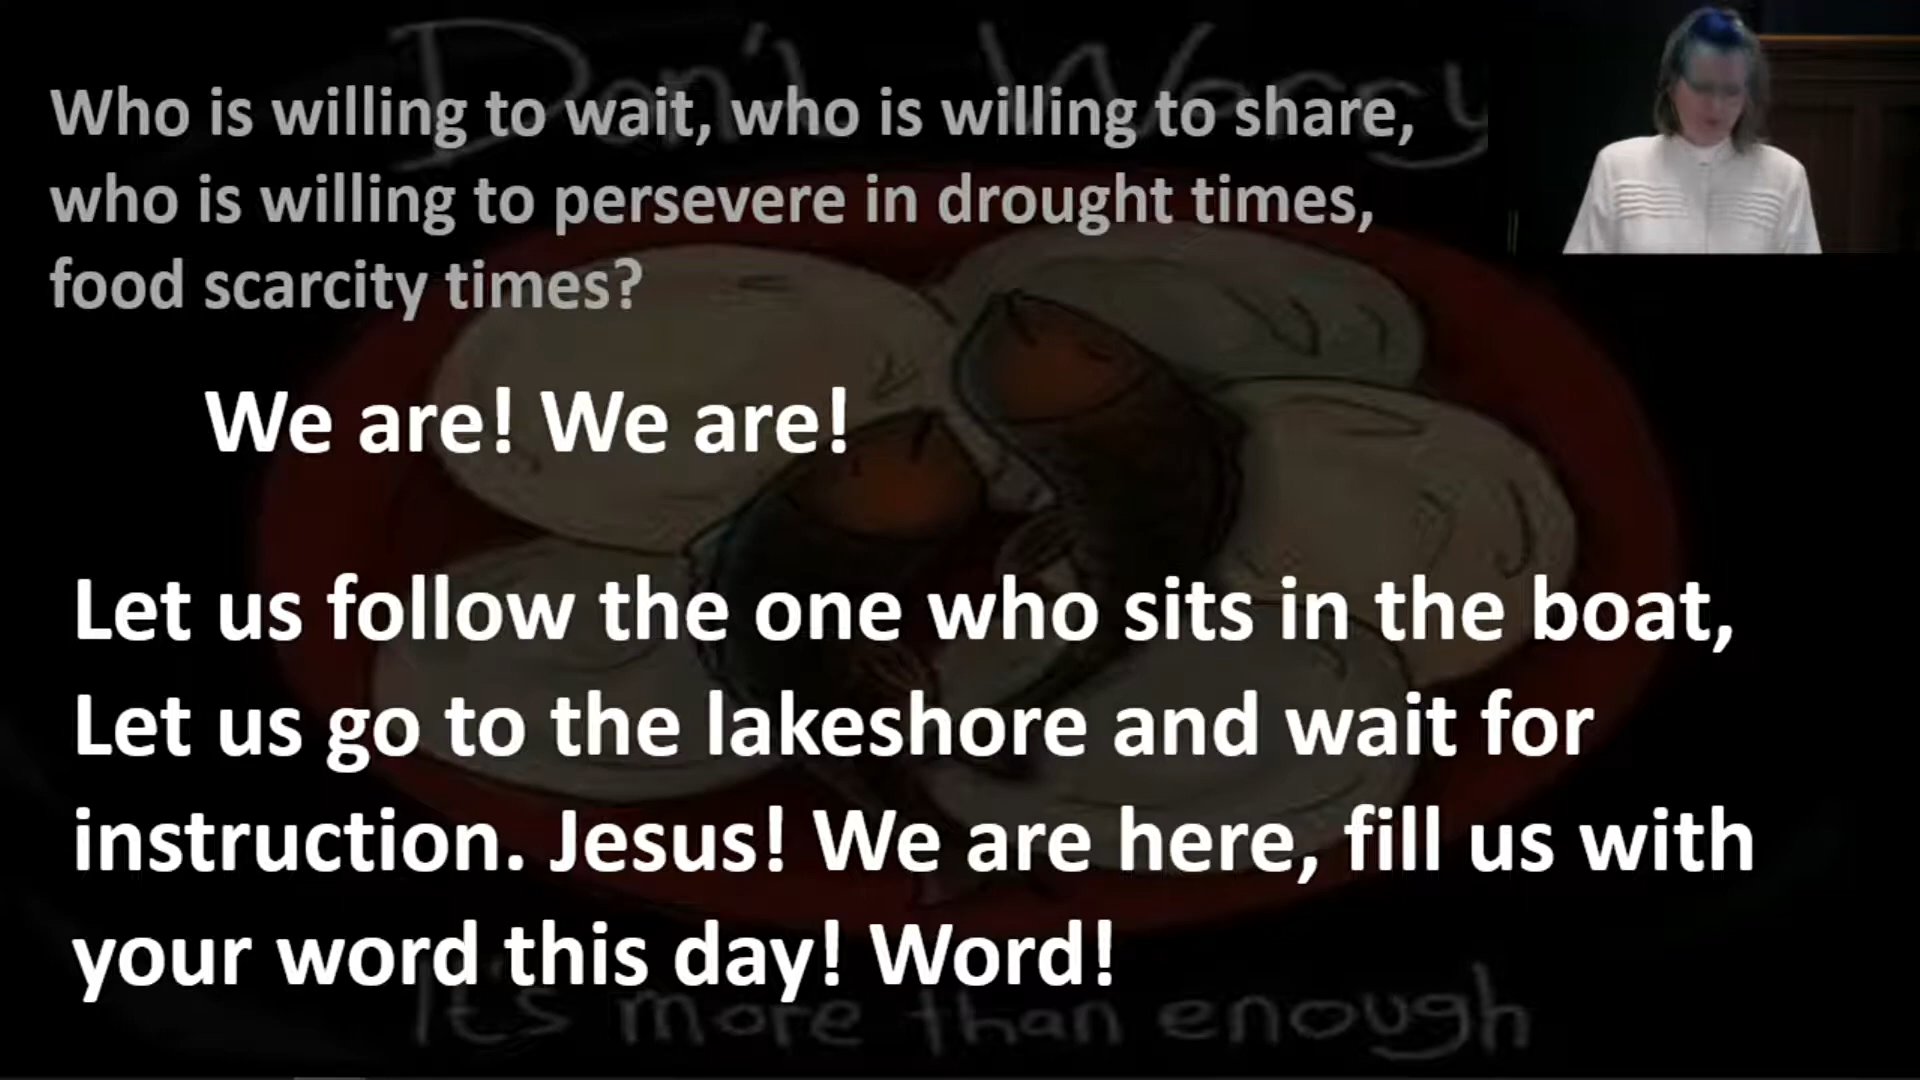 Don't Worry
Who is willing to wait, who is willing to share,
who is willing to persevere in drought times,
food scarcity times?
We are! We are!
Let us follow the one who sits in the boat,
Let us go to the lakeshore and wait for
instruction. Jesus! We are here, fill us with
your word this day! Word!
It's more than enough